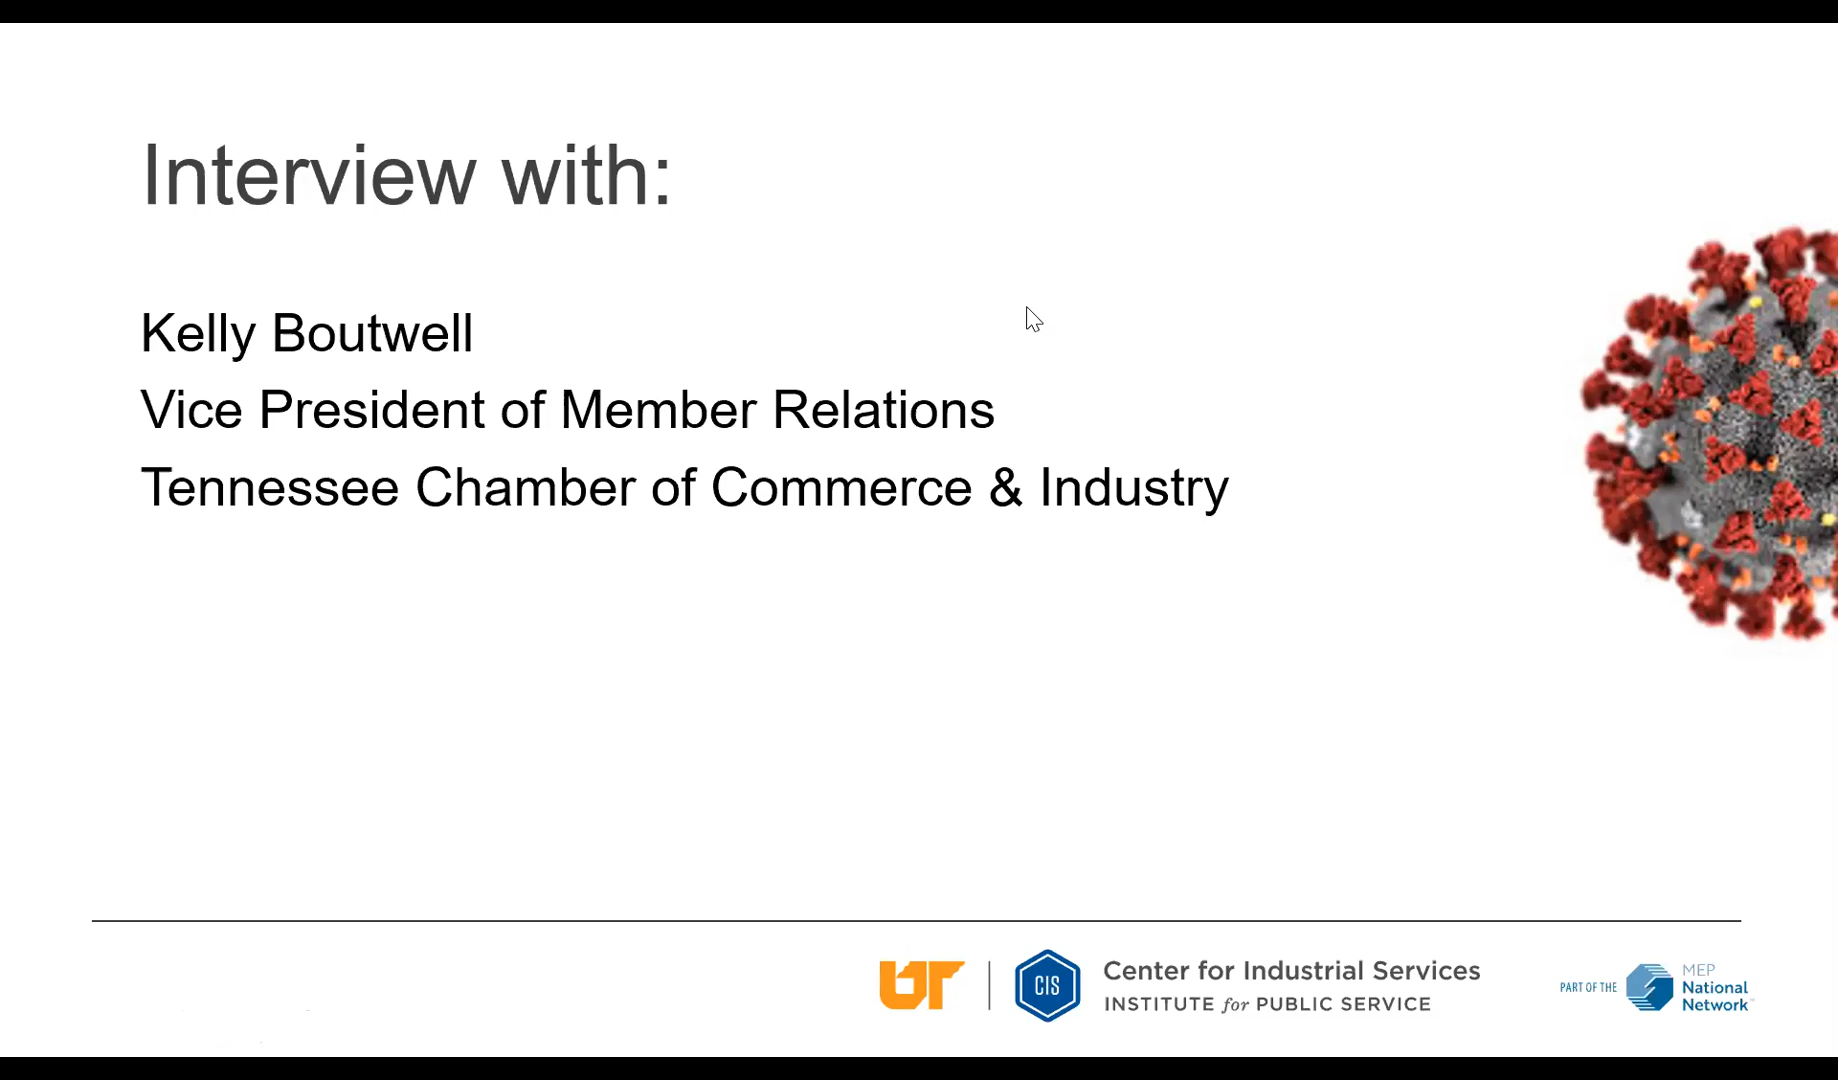 Interview with:
Kelly Boutwell
Vice President of Member Relations
Tennessee Chamber of Commerce & Industry
UT
CIS
Center for Industrial Services
INSTITUTE for PUBLIC SERVICE
PART OF THE
MEP
National
Network™